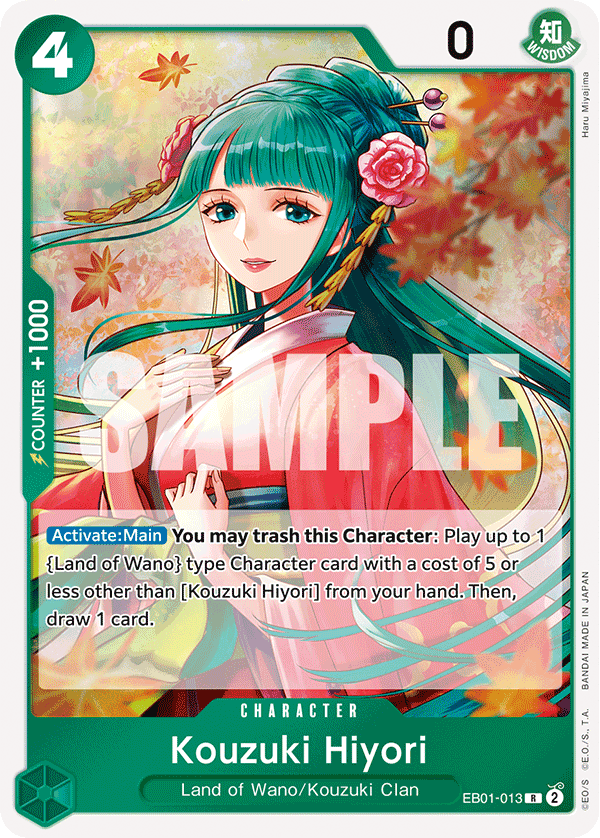 4
0
知
WISDOM
Haru Miyajima
COUNTER +1000
SAMPLE
Activate:Main You may trash this Character: Play up to 1
{Land of Wano} type Character card with a cost of 5 or
less other than [Kouzuki Hiyori] from your hand. Then,
draw 1 card.
CHARACTER
Kouzuki Hiyori
Land of Wano/Kouzuki Clan
EB01-013 R 2
©E.O/S ©E.O./S., T.A. BANDAI MADE IN JAPAN